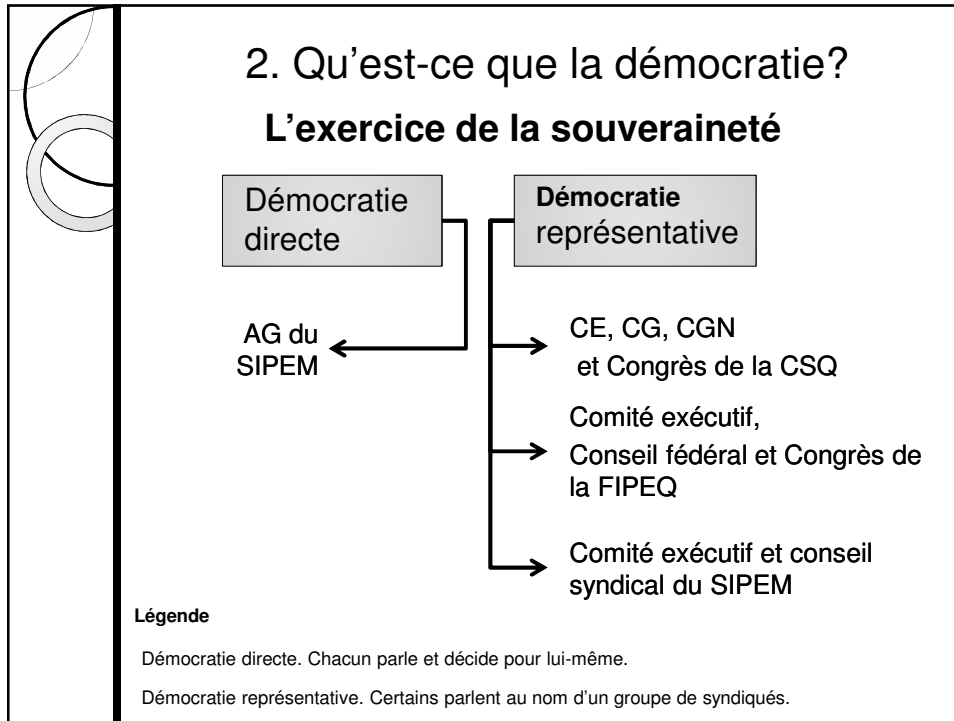 2. Qu'est-ce que la démocratie?
L'exercice de la souveraineté
Démocratie
directe
Démocratie
représentative
AG du
SIPEM
CE, CG, CGN
et Congrès de la CSQ
Comité exécutif,
Conseil fédéral et Congrès de
la FIPEQ
Comité exécutif et conseil
syndical du SIPEM
Légende
Démocratie directe. Chacun parle et décide pour lui-même.
Démocratie représentative. Certains parlent au nom d'un groupe de syndiqués.